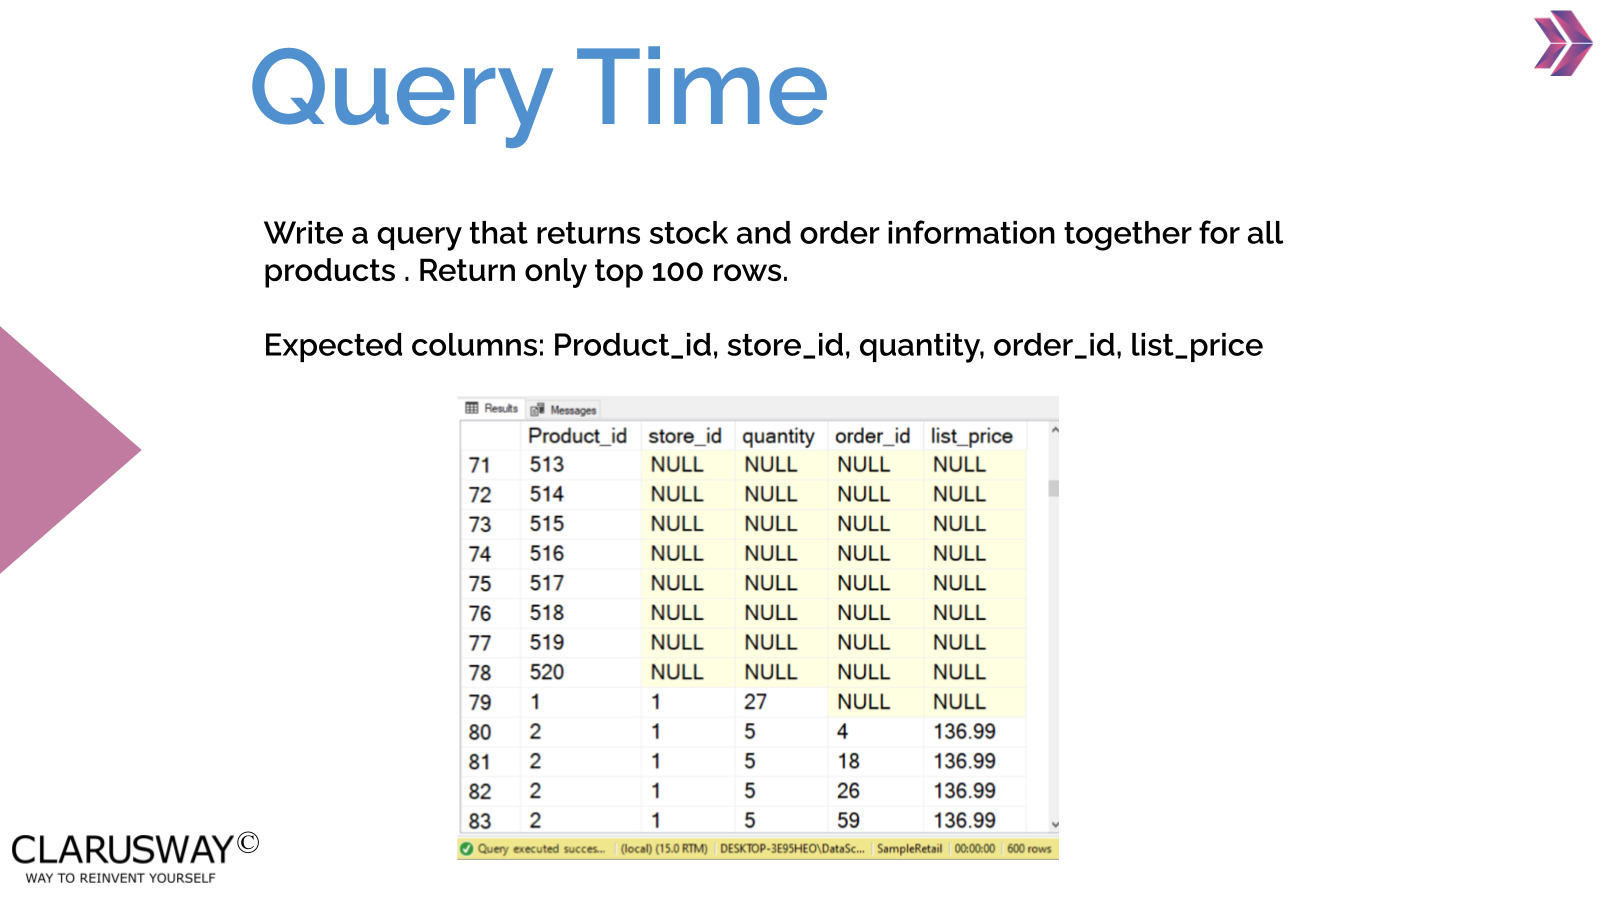 Query Time
Write a query that returns stock and order information together for all
products . Return only top 100 rows.
Expected columns: Product_id, store_id, quantity, order_id, list_price
Results Messages
Product_id store_id quantity order_id list_price
71 513 NULL NULL NULL NULL
72 514 NULL NULL NULL NULL
73 515 NULL NULL NULL NULL
74 516 NULL NULL NULL NULL
75 517 NULL NULL NULL NULL
76 518 NULL NULL NULL NULL
77 519 NULL NULL NULL NULL
78 520 NULL NULL NULL NULL
79 1 1 27 NULL NULL
80 2 1 5 4 136.99
81 2 1 5 18 136.99
82 2 1 5 26 136.99
83 2 1 5 59 136.99
Query executed succes... (local) (15.0 RTM) DESKTOP-3E95HEO\DataSc... SampleRetail 00:00:00 600 rows
CLARUSWAY©
WAY TO REINVENT YOURSELF